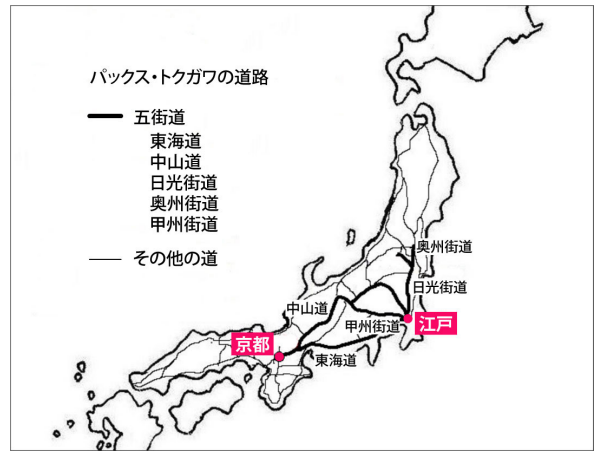 パックス・トクガワの道路
五街道
東海道
中山道
日光街道
奥州街道
甲州街道
その他の道
奥州街道
日光街道
中山道
甲州街道
江戸
京都
東海道